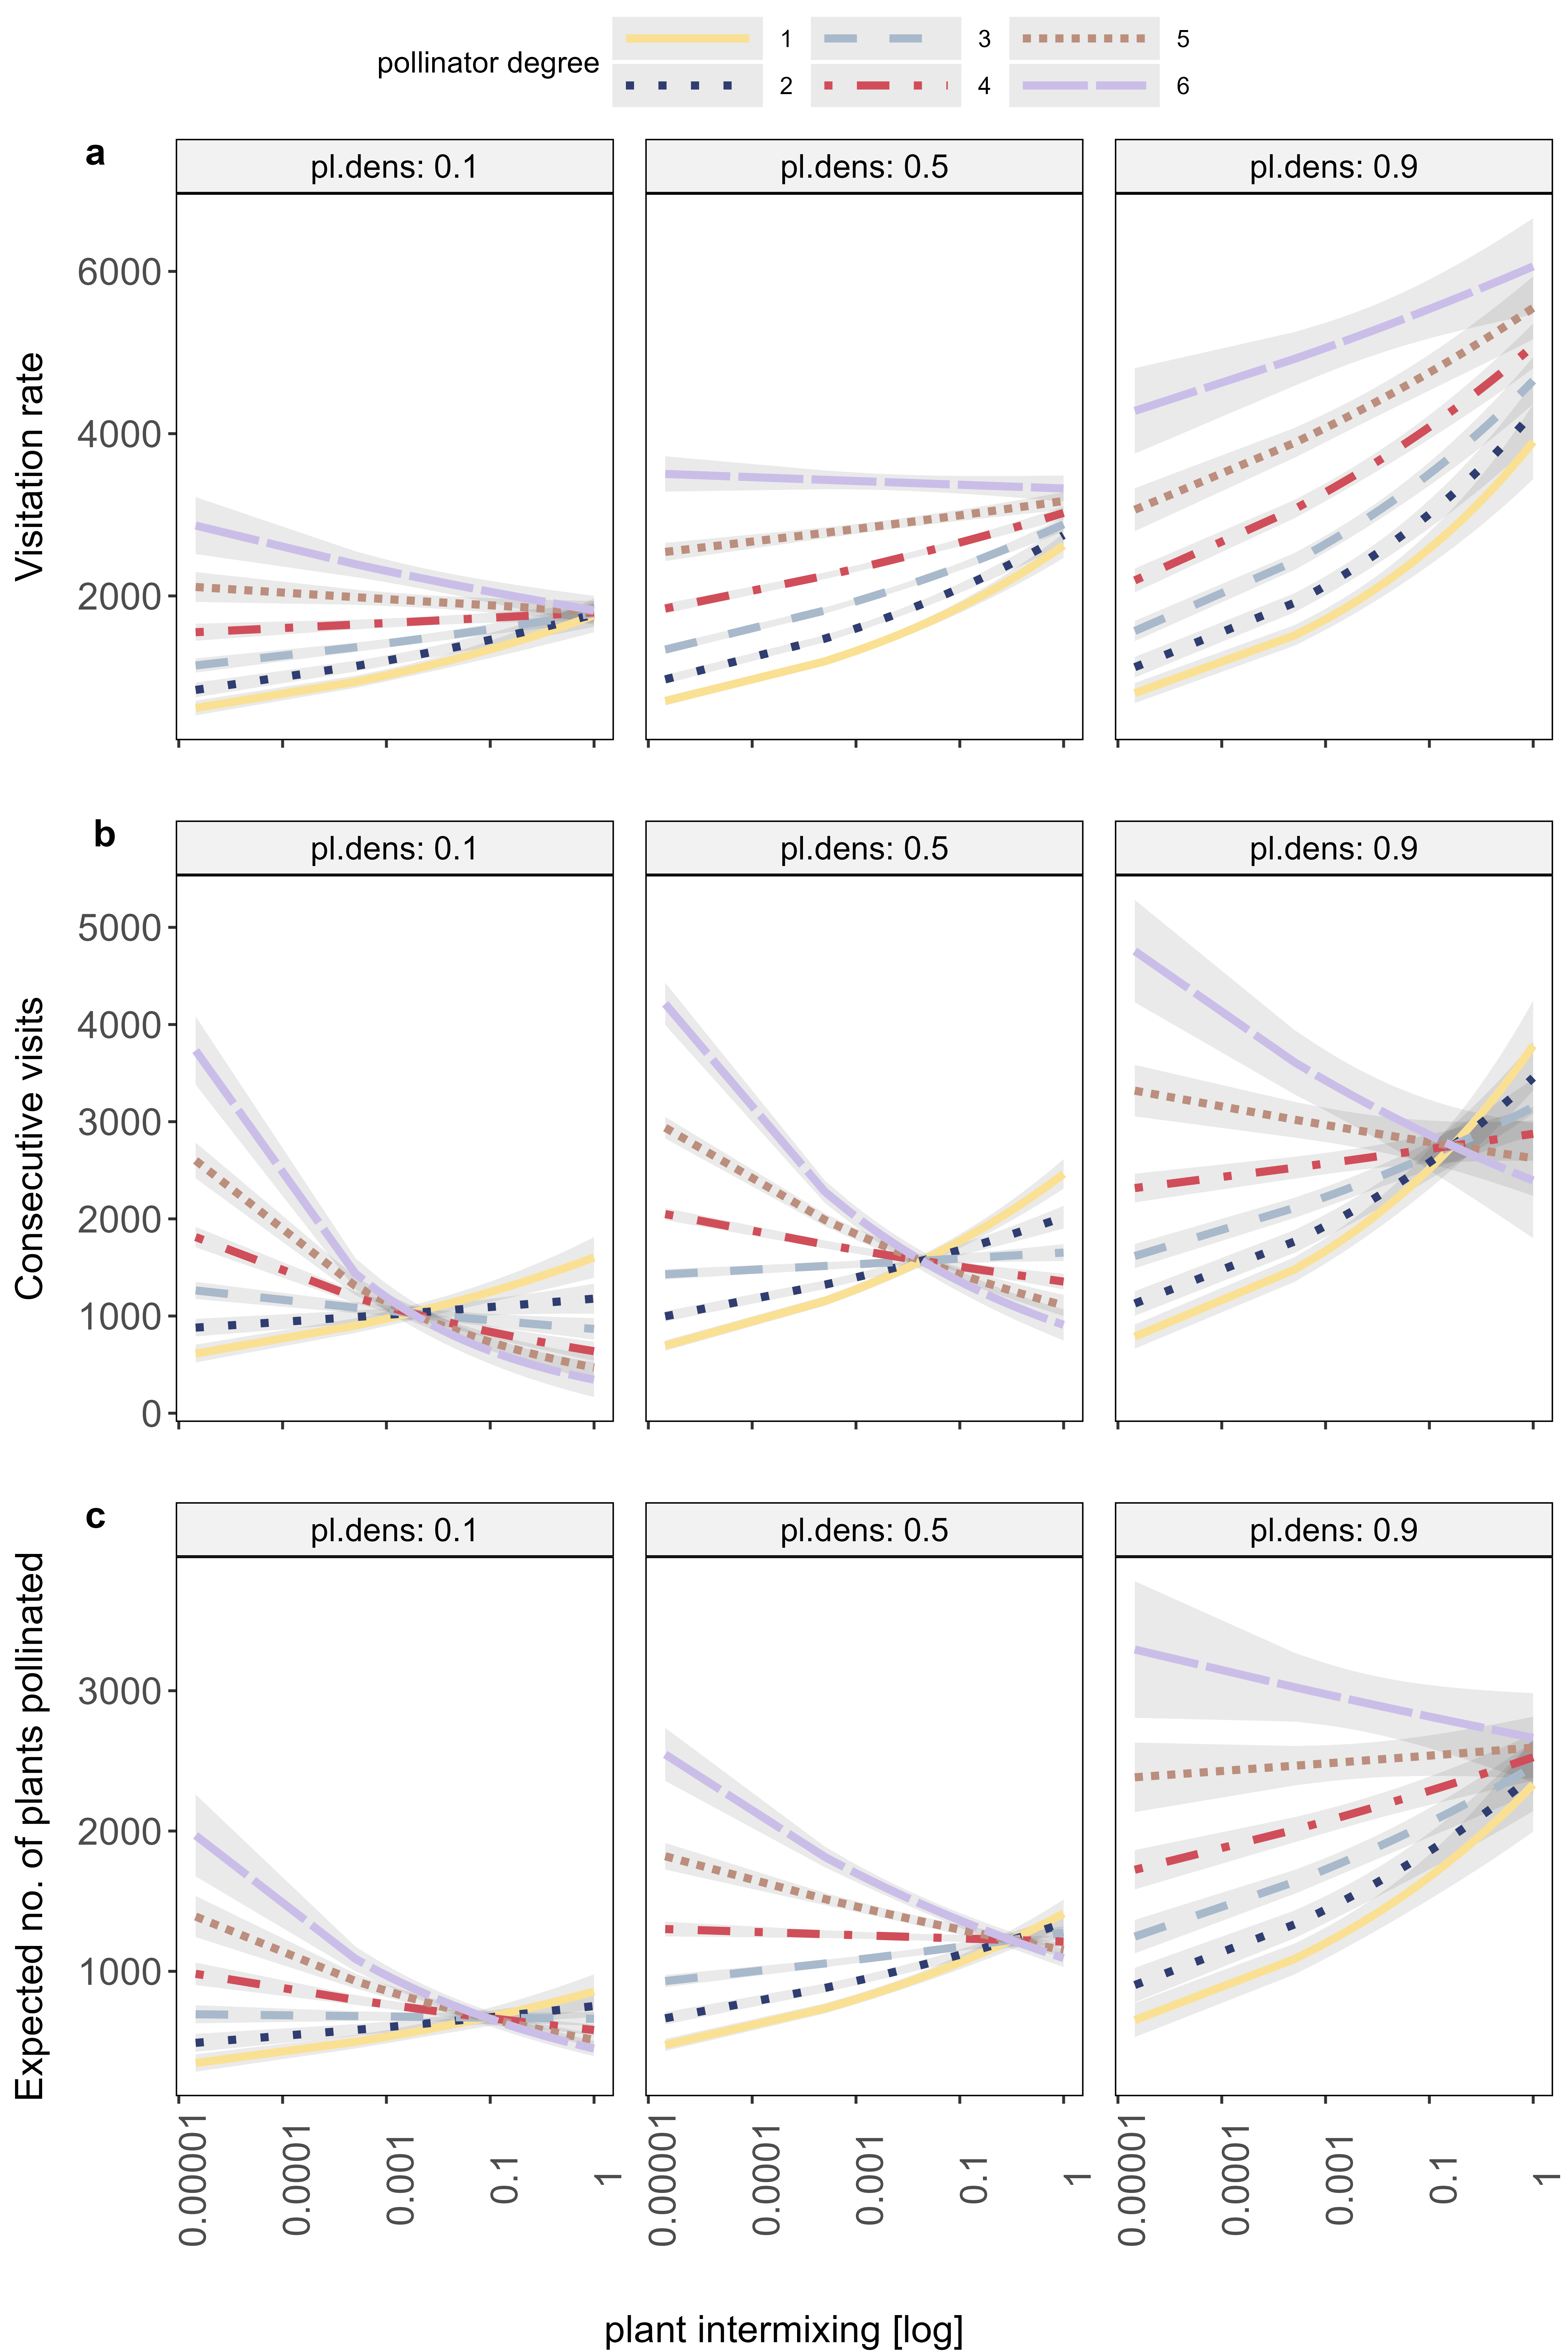 pollinator degree
1 3 5
2 4 6
a
pl.dens: 0.1 pl.dens: 0.5 pl.dens: 0.9
Visitation rate
6000
4000
2000
b
pl.dens: 0.1 pl.dens: 0.5 pl.dens: 0.9
Consecutive visits
5000
4000
3000
2000
1000
0
c
pl.dens: 0.1 pl.dens: 0.5 pl.dens: 0.9
Expected no. of plants pollinated
3000
2000
1000
0.00001 0.0001 0.001 0.1 1 0.00001 0.0001 0.001 0.1 1 0.00001 0.0001 0.001 0.1 1
plant intermixing [log]